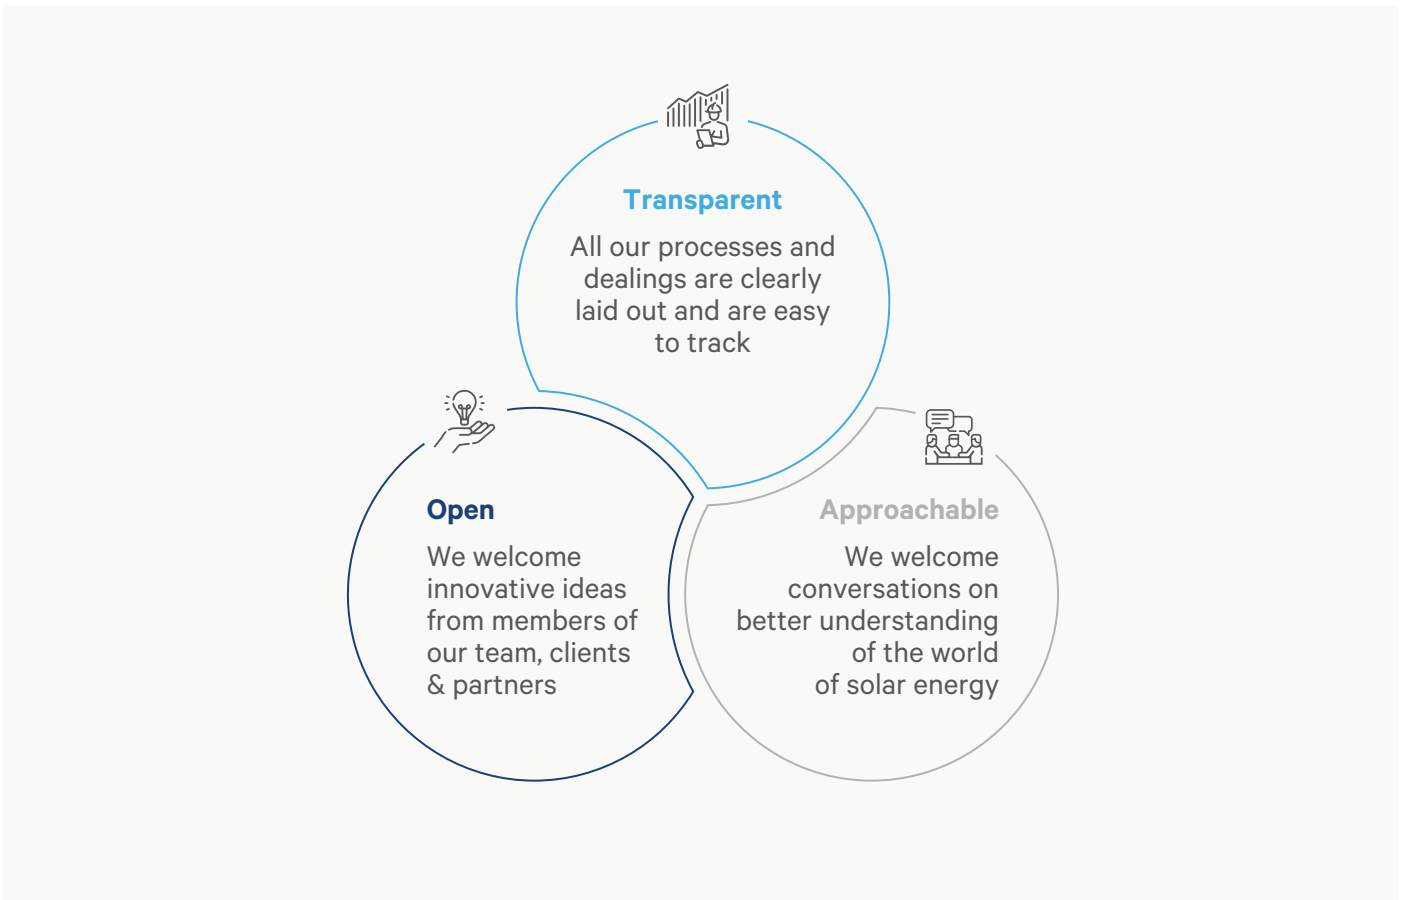 Transparent
All our processes and
dealings are clearly
laid out and are easy
to track
Open
We welcome
innovative ideas
from members of
our team, clients
& partners
Approachable
We welcome
conversations on
better understanding
of the world
of solar energy